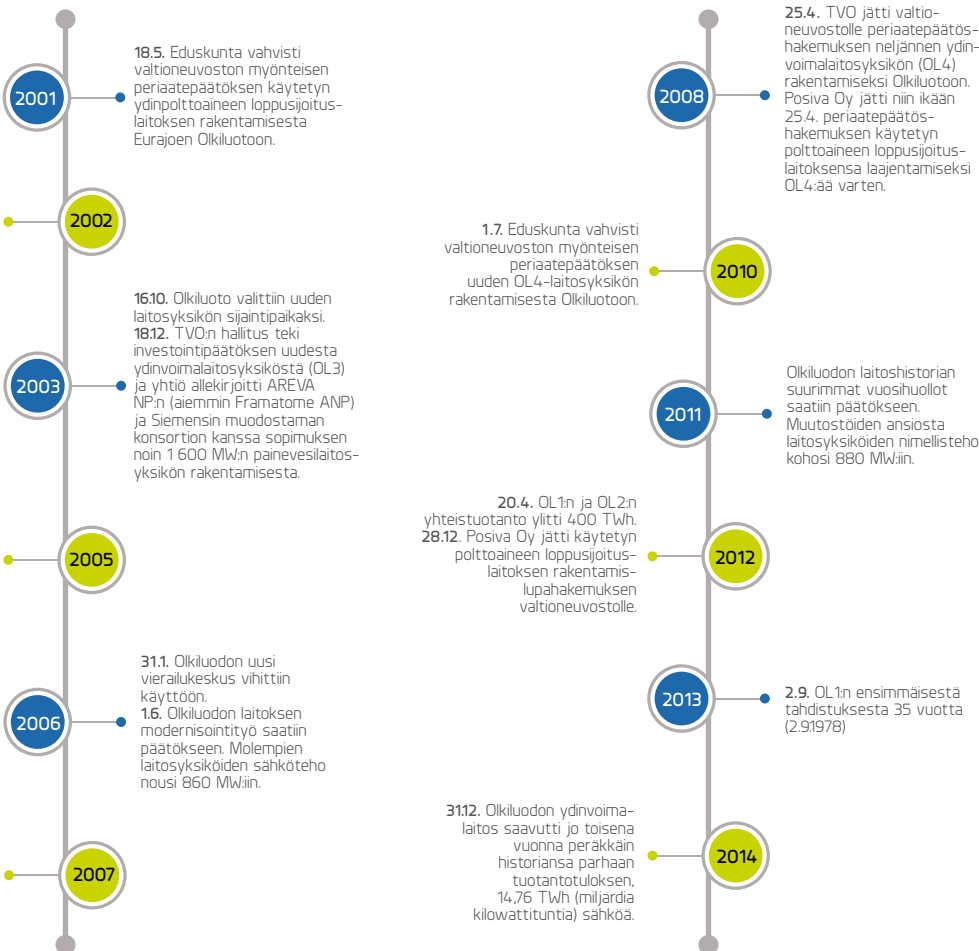 2001
18.5. Eduskunta vahvisti
valtioneuvoston myönteisen
periaatepäätöksen käytetyn
ydinpolttoaineen loppusijoitus-
laitoksen rakentamisesta
Eurajoen Olkiluotoon.
2002
2003
16.10. Olkiluoto valittiin uuden
laitosyksikön sijaintipaikaksi.
18.12. TVO:n hallitus teki
investointipäätöksen uudesta
ydinvoimalaitosyksiköstä (OL3)
ja yhtiö allekirjoitti AREVA
NP:n (aiemmin Framatome ANP)
ja Siemensin muodostaman
konsortion kanssa sopimuksen
noin 1 600 MW:n painevesilaitos-
yksikön rakentamisesta.
2005
2006
31.1. Olkiluodon uusi
vierailukeskus vihittiin
käyttöön.
1.6. Olkiluodon laitoksen
modernisointityö saatiin
päätökseen. Molempien
laitosyksiköiden sähköteho
nousi 860 MW:iin.
2007
2008
25.4. TVO jätti valtio-
neuvostolle periaatepäätös-
hakemuksen neljännen ydin-
voimalaitosyksikön (OL4)
rakentamiseksi Olkiluotoon.
Posiva Oy jätti niin ikään
25.4. periaatepäätös-
hakemuksen käytetyn
polttoaineen loppusijoitus-
laitoksensa laajentamiseksi
OL4:ää varten.
1.7. Eduskunta vahvisti
valtioneuvoston myönteisen
periaatepäätöksen
uuden OL4-laitosyksikön
rakentamisesta Olkiluotoon.
2010
2011
Olkiluodon laitoshistorian
suurimmat vuosihuollot
saatiin päätökseen.
Muutostöiden ansiosta
laitosyksiköiden nimellisteho
kohosi 880 MW:iin.
20.4. OL1:n ja OL2:n
yhteistuotanto ylitti 400 TWh.
28.12. Posiva Oy jätti käytetyn
polttoaineen loppusijoitus-
laitoksen rakentamis-
lupahakemuksen
valtioneuvostolle.
2012
2013
2.9. OL1:n ensimmäisestä
tahdistuksesta 35 vuotta
(2.9.1978)
31.12. Olkiluodon ydinvoima-
laitos saavutti jo toisena
vuonna peräkkäin
historiansa parhaan
tuotantotuloksen,
14,76 TWh (miljardia
kilowattituntia) sähköä.
2014